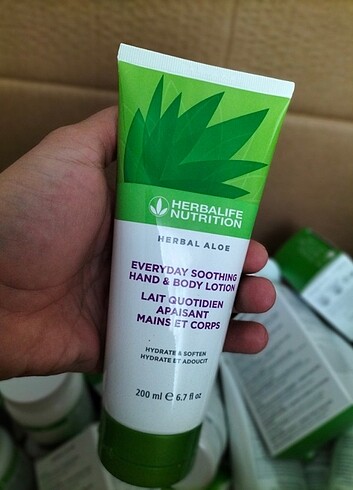 HERBALIFE
NUTRITION
HERBAL ALOE
EVERYDAY SOOTHING
HAND & BODY LOTION
LAIT QUOTIDIEN
APAISANT
MAINS ET CORPS
HYDRATE & SOFTEN
HYDRATE ET ADOUCIT
200 ml ℮ 6.7 fl oz